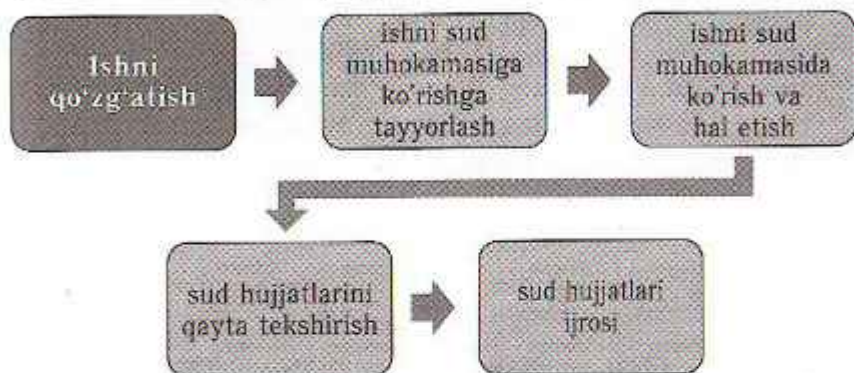 Ishni
qo'zg'atish
ishni sud
muhokamasiga
ko'rishga
tayyorlash
ishni sud
muhokamasida
ko'rish va
hal etish
sud hujjatlarini
qayta tekshirish
sud hujjatlari
ijrosi